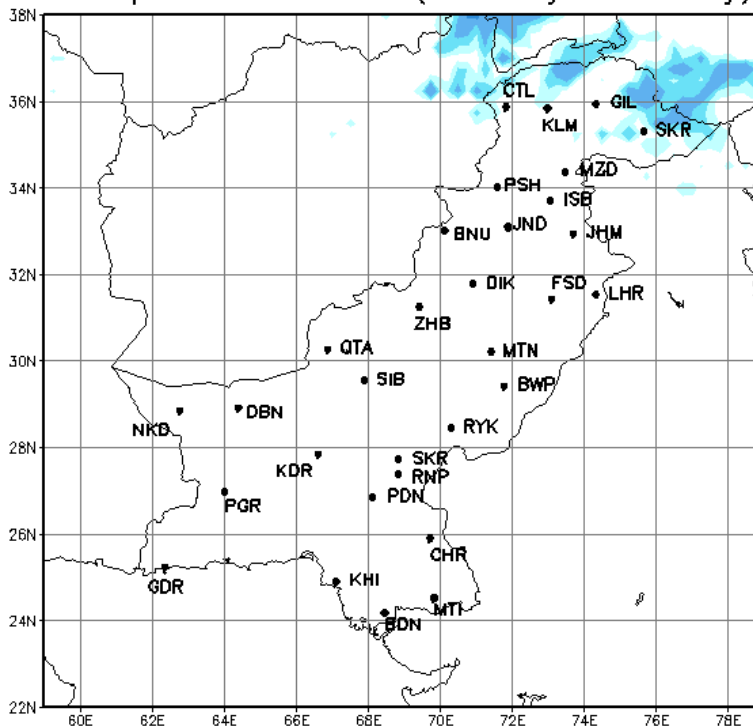 38N
36N
CTL
KLM
GIL
SKR
34N
MZD
PSH
ISB
BNU
JND
JHM
32N
DIK
FSD
LHR
ZHB
30N
QTA
MTN
SIB
BWP
NKD
DBN
RYK
28N
KDR
SKR
RNP
PDN
PGR
26N
CHR
GDR
KHI
MTI
24N
BDN
22N
60E 62E 64E 66E 68E 70E 72E 74E 76E 78E